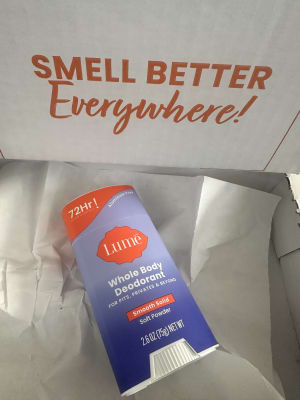 SMELL BETTER
Everywhere!
72Hr!
Lumē
Whole Body
Deodorant
FOR PITS, PRIVATES & BEYOND
Smooth Solid
Soft Powder
2.6 OZ (75g) NET WT